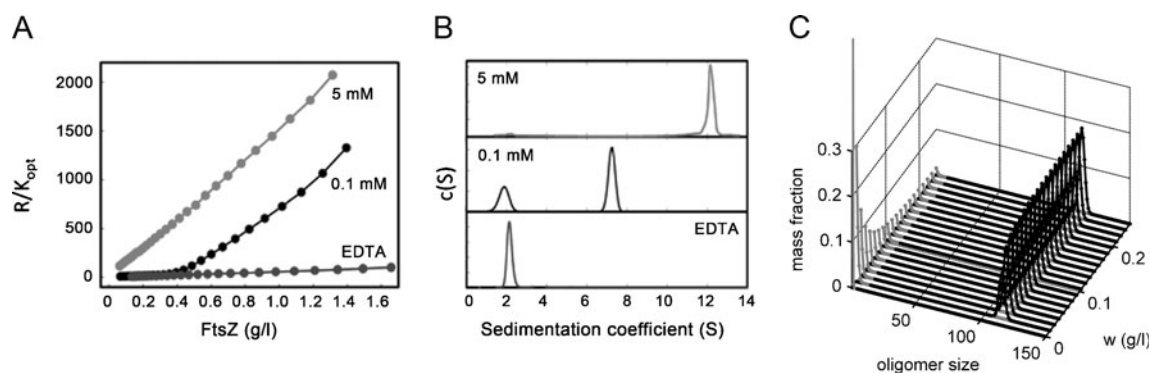 A
R/Kopt
2000
1500
1000
500
0
5 mM
0.1 mM
EDTA
0 0.2 0.4 0.6 0.8 1.0 1.2 1.4 1.6
FtsZ (g/l)
B
c(S)
5 mM
0.1 mM
EDTA
0 2 4 6 8 10 12 14
Sedimentation coefficient (S)
C
mass fraction
0.3
0.2
0.1
0
50
100
150
oligomer size
0
0.1
0.2
w (g/l)